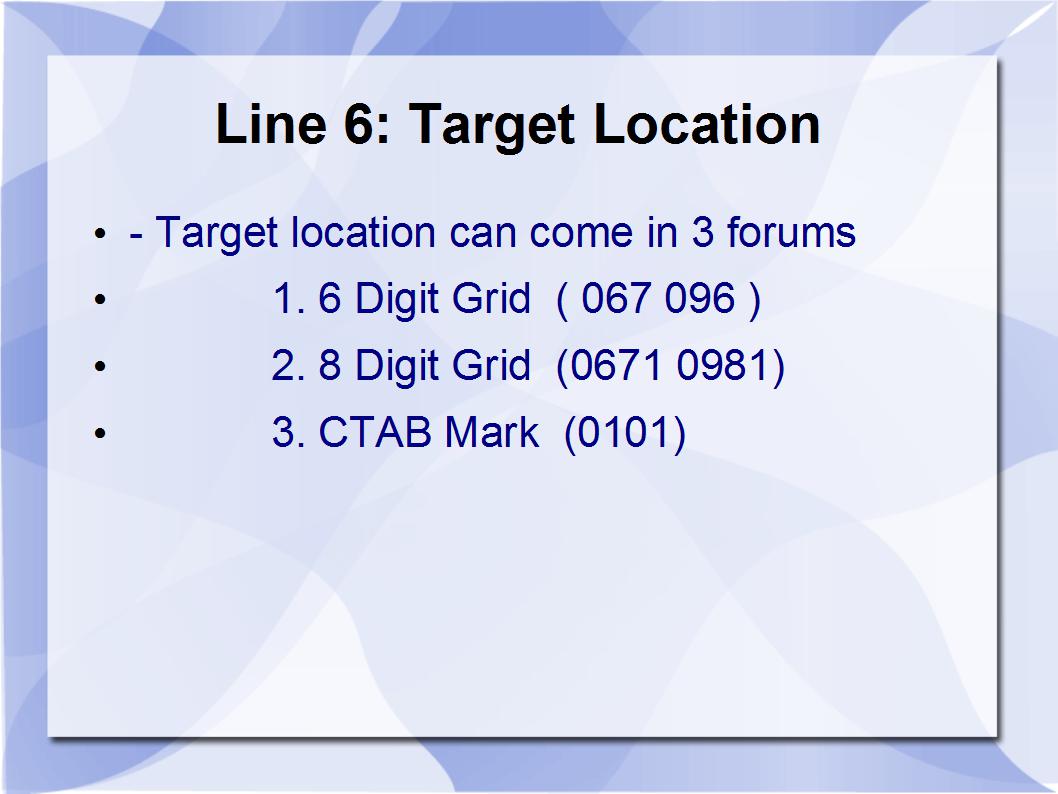 Line 6: Target Location
• - Target location can come in 3 forums
• 1. 6 Digit Grid ( 067 096 )
• 2. 8 Digit Grid (0671 0981)
• 3. CTAB Mark (0101)